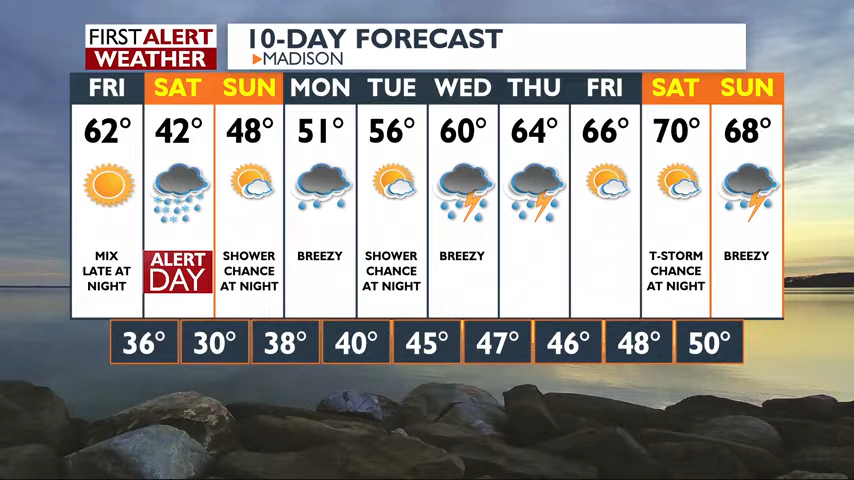 FIRST ALERT
WEATHER
10-DAY FORECAST
MADISON
FRI SAT SUN MON TUE WED THU FRI SAT SUN
62° 42° 48° 51° 56° 60° 64° 66° 70° 68°
MIX
LATE AT
NIGHT
ALERT
DAY
SHOWER
CHANCE
AT NIGHT
BREEZY
SHOWER
CHANCE
AT NIGHT
BREEZY
T-STORM
CHANCE
AT NIGHT
BREEZY
36° 30° 38° 40° 45° 47° 46° 48° 50°